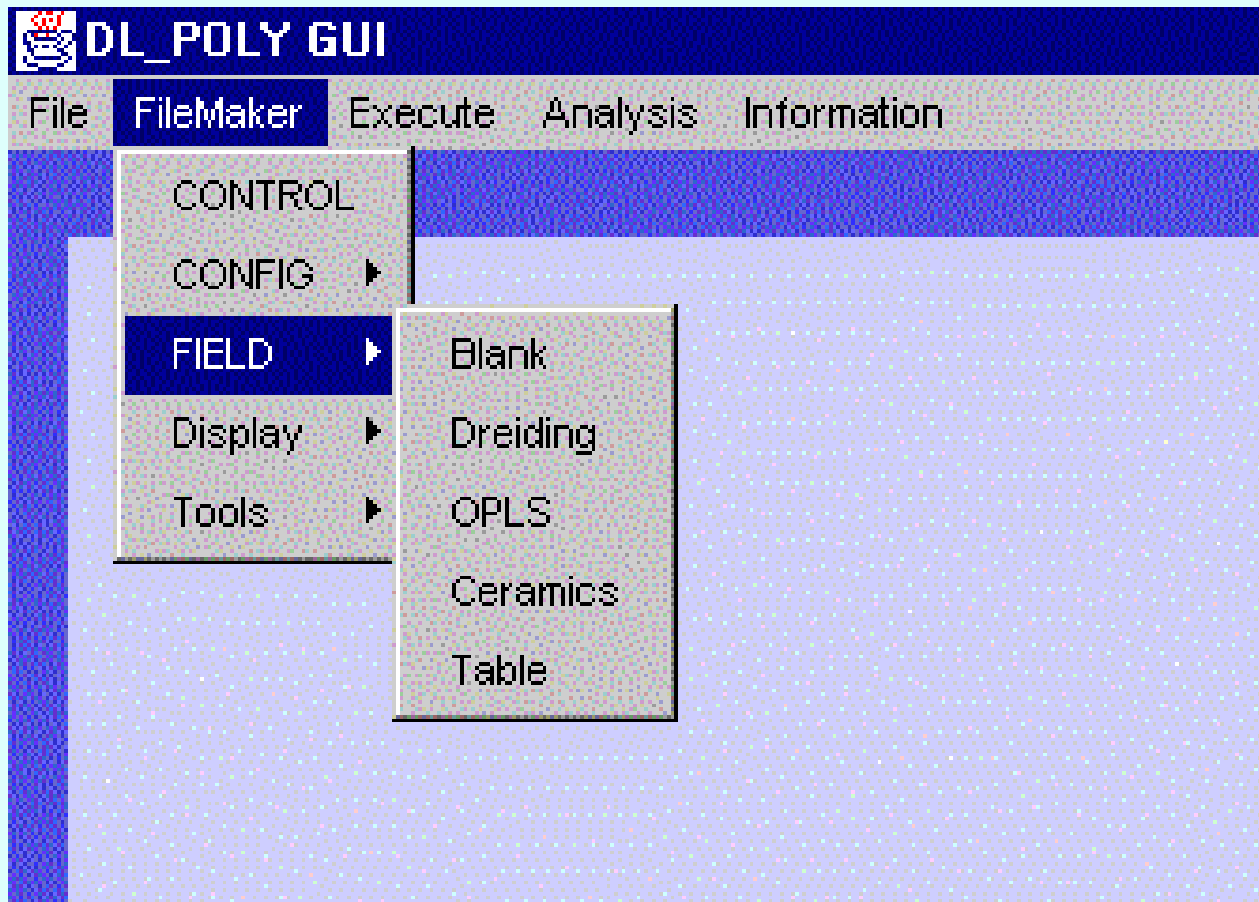 DL_POLY GUI
File FileMaker Execute Analysis Information
CONTROL
CONFIG
FIELD
Display
Tools
Blank
Dreiding
OPLS
Ceramics
Table